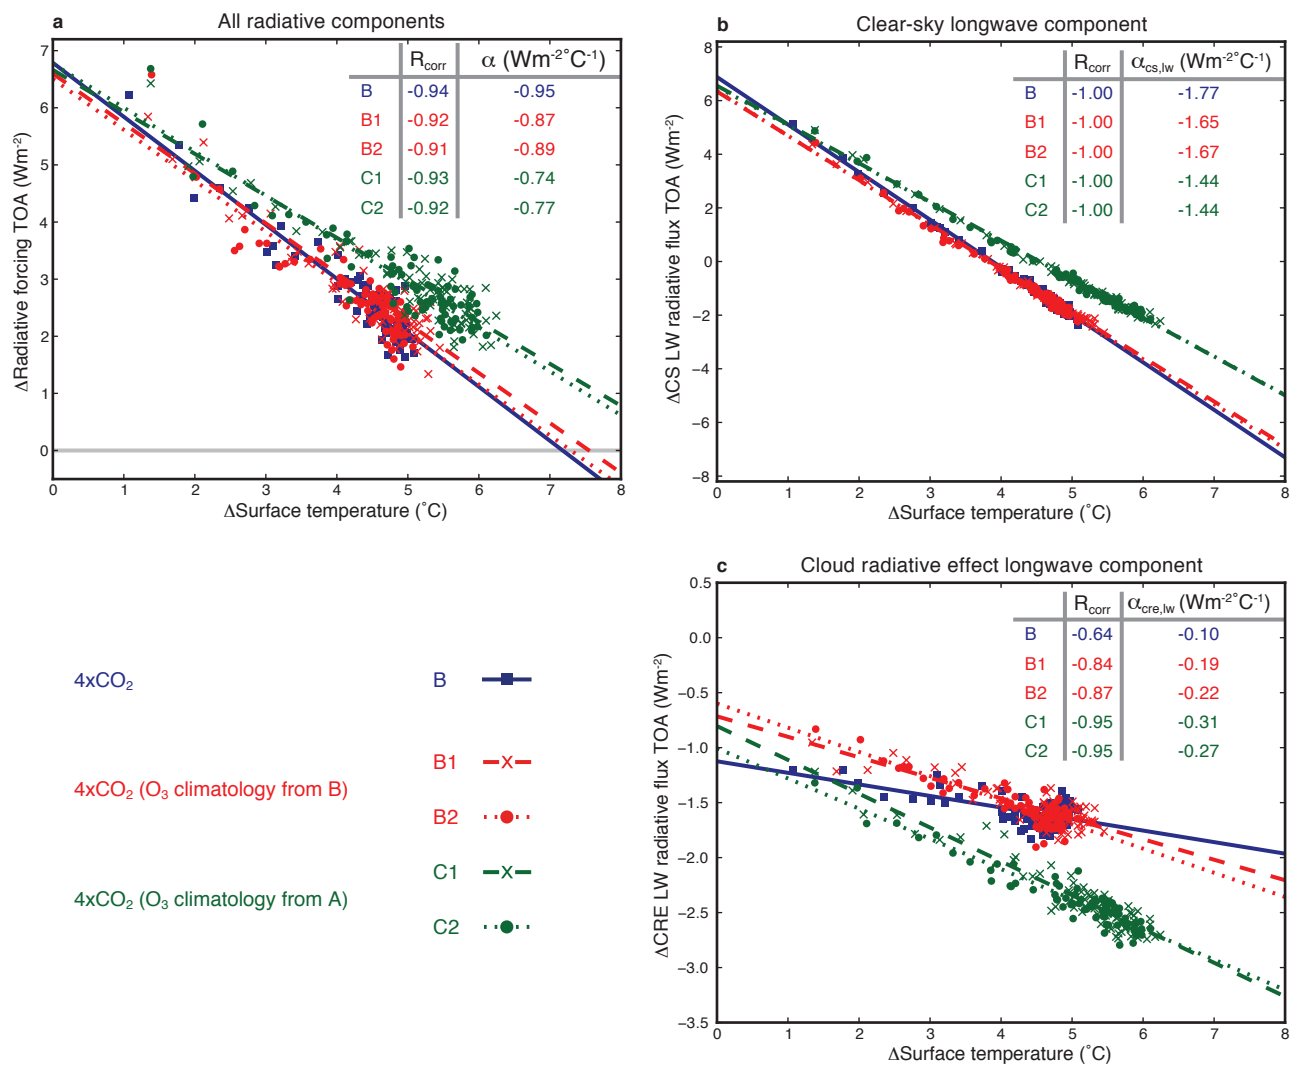 a All radiative components
R_corr α (Wm⁻²°C⁻¹)
B -0.94 -0.95
B1 -0.92 -0.87
B2 -0.91 -0.89
C1 -0.93 -0.74
C2 -0.92 -0.77
7
6
5
4
3
2
1
0
ΔRadiative forcing TOA (Wm⁻²)
0 1 2 3 4 5 6 7 8
ΔSurface temperature (°C)
b Clear-sky longwave component
R_corr α_cs,lw (Wm⁻²°C⁻¹)
B -1.00 -1.77
B1 -1.00 -1.65
B2 -1.00 -1.67
C1 -1.00 -1.44
C2 -1.00 -1.44
8
6
4
2
0
−2
−4
−6
−8
ΔCS LW radiative flux TOA (Wm⁻²)
0 1 2 3 4 5 6 7 8
ΔSurface temperature (°C)
4xCO₂ B
4xCO₂ (O₃ climatology from B) B1
B2
4xCO₂ (O₃ climatology from A) C1
C2
c Cloud radiative effect longwave component
R_corr α_cre,lw (Wm⁻²°C⁻¹)
B -0.64 -0.10
B1 -0.84 -0.19
B2 -0.87 -0.22
C1 -0.95 -0.31
C2 -0.95 -0.27
0.5
0.0
−0.5
−1.0
−1.5
−2.0
−2.5
−3.0
−3.5
ΔCRE LW radiative flux TOA (Wm⁻²)
0 1 2 3 4 5 6 7 8
ΔSurface temperature (°C)